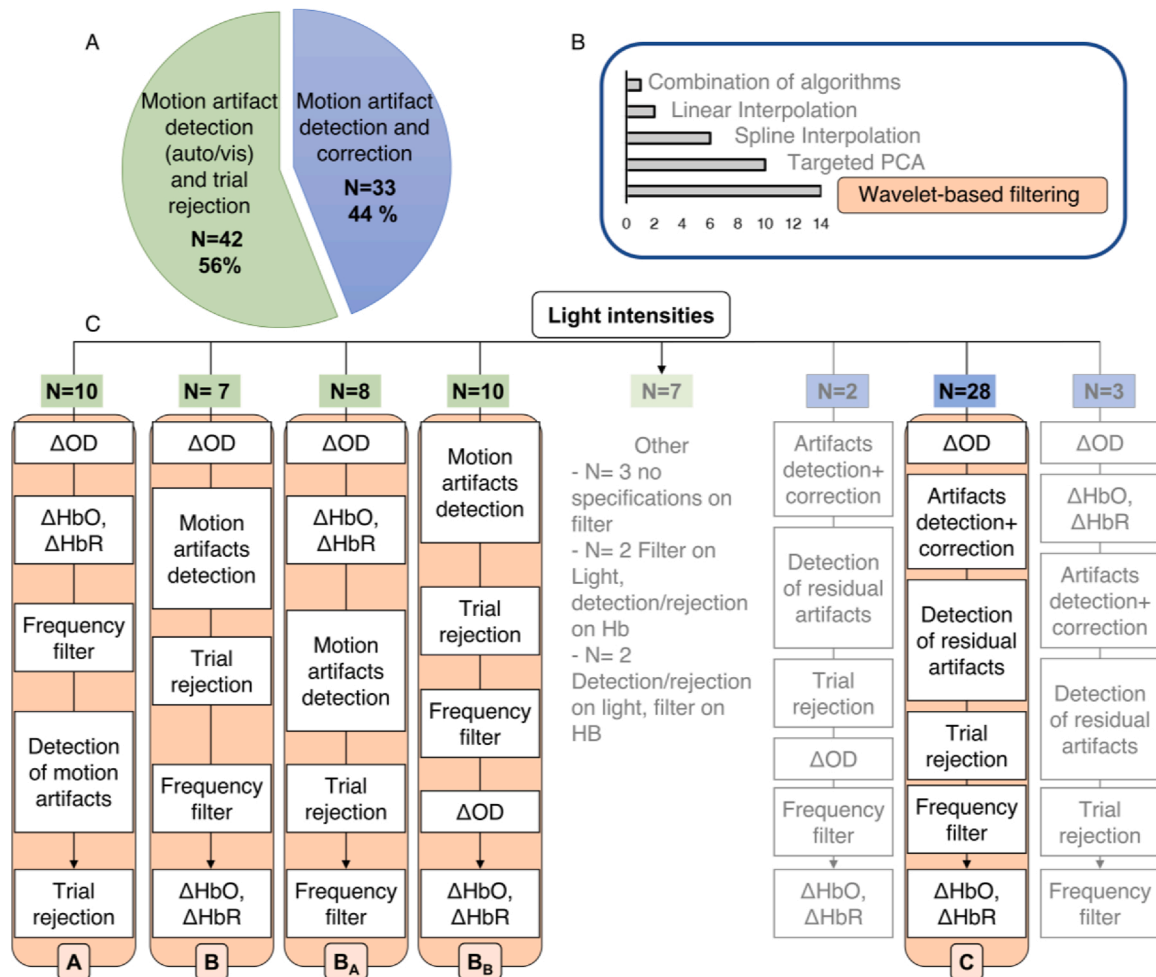 A
Motion artifact
detection
(auto/vis)
and trial
rejection
N=42
56%
Motion artifact
detection and
correction
N=33
44 %
B
Combination of algorithms
Linear Interpolation
Spline Interpolation
Targeted PCA
Wavelet-based filtering
0 2 4 6 8 10 12 14
C
Light intensities
N=10
ΔOD
ΔHbO,
ΔHbR
Frequency
filter
Detection
of motion
artifacts
Trial
rejection
A
N= 7
ΔOD
Motion
artifacts
detection
Trial
rejection
Frequency
filter
ΔHbO,
ΔHbR
B
N=8
ΔOD
ΔHbO,
ΔHbR
Motion
artifacts
detection
Trial
rejection
Frequency
filter
BA
N=10
Motion
artifacts
detection
Trial
rejection
Frequency
filter
ΔOD
ΔHbO,
ΔHbR
BB
N=7
Other
- N= 3 no
specifications on
filter
- N= 2 Filter on
Light,
detection/rejection
on Hb
- N= 2
Detection/rejection
on light, filter on
HB
N=2
Artifacts
detection+
correction
Detection
of residual
artifacts
Trial
rejection
ΔOD
Frequency
filter
ΔHbO,
ΔHbR
N=28
ΔOD
Artifacts
detection+
correction
Detection
of residual
artifacts
Trial
rejection
Frequency
filter
ΔHbO,
ΔHbR
C
N=3
ΔOD
ΔHbO,
ΔHbR
Artifacts
detection+
correction
Detection
of residual
artifacts
Trial
rejection
Frequency
filter